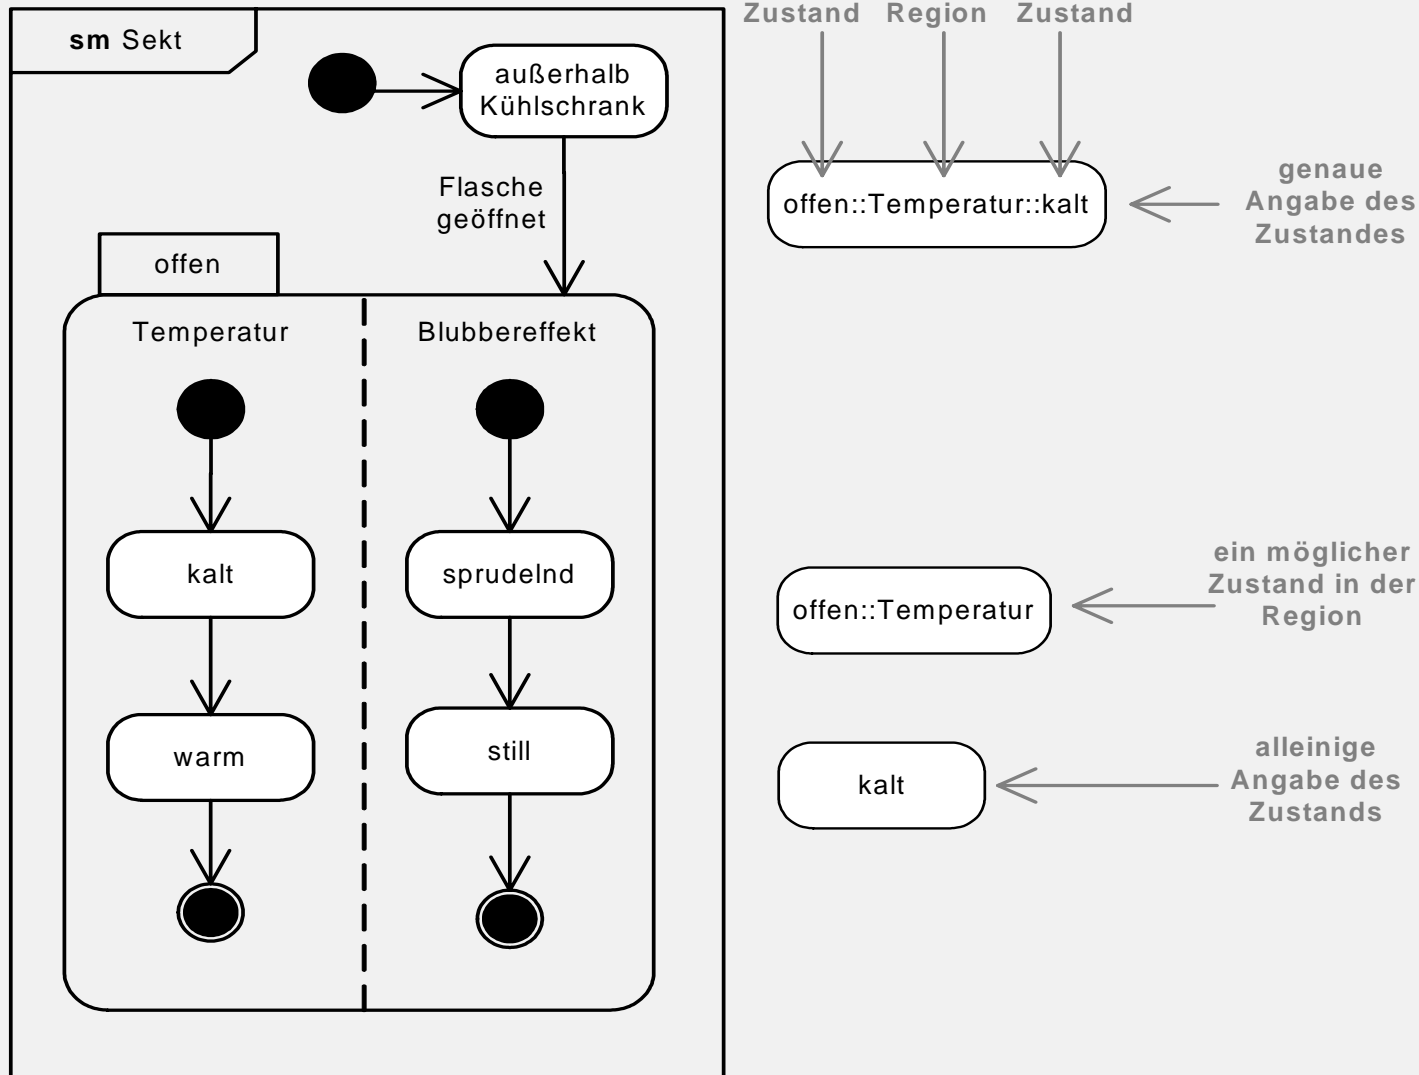 sm Sekt
außerhalb
Kühlschrank
Flasche
geöffnet
offen
Temperatur
Blubbereffekt
kalt
sprudelnd
warm
still
Zustand Region Zustand
offen::Temperatur::kalt
genaue
Angabe des
Zustandes
offen::Temperatur
ein möglicher
Zustand in der
Region
kalt
alleinige
Angabe des
Zustands